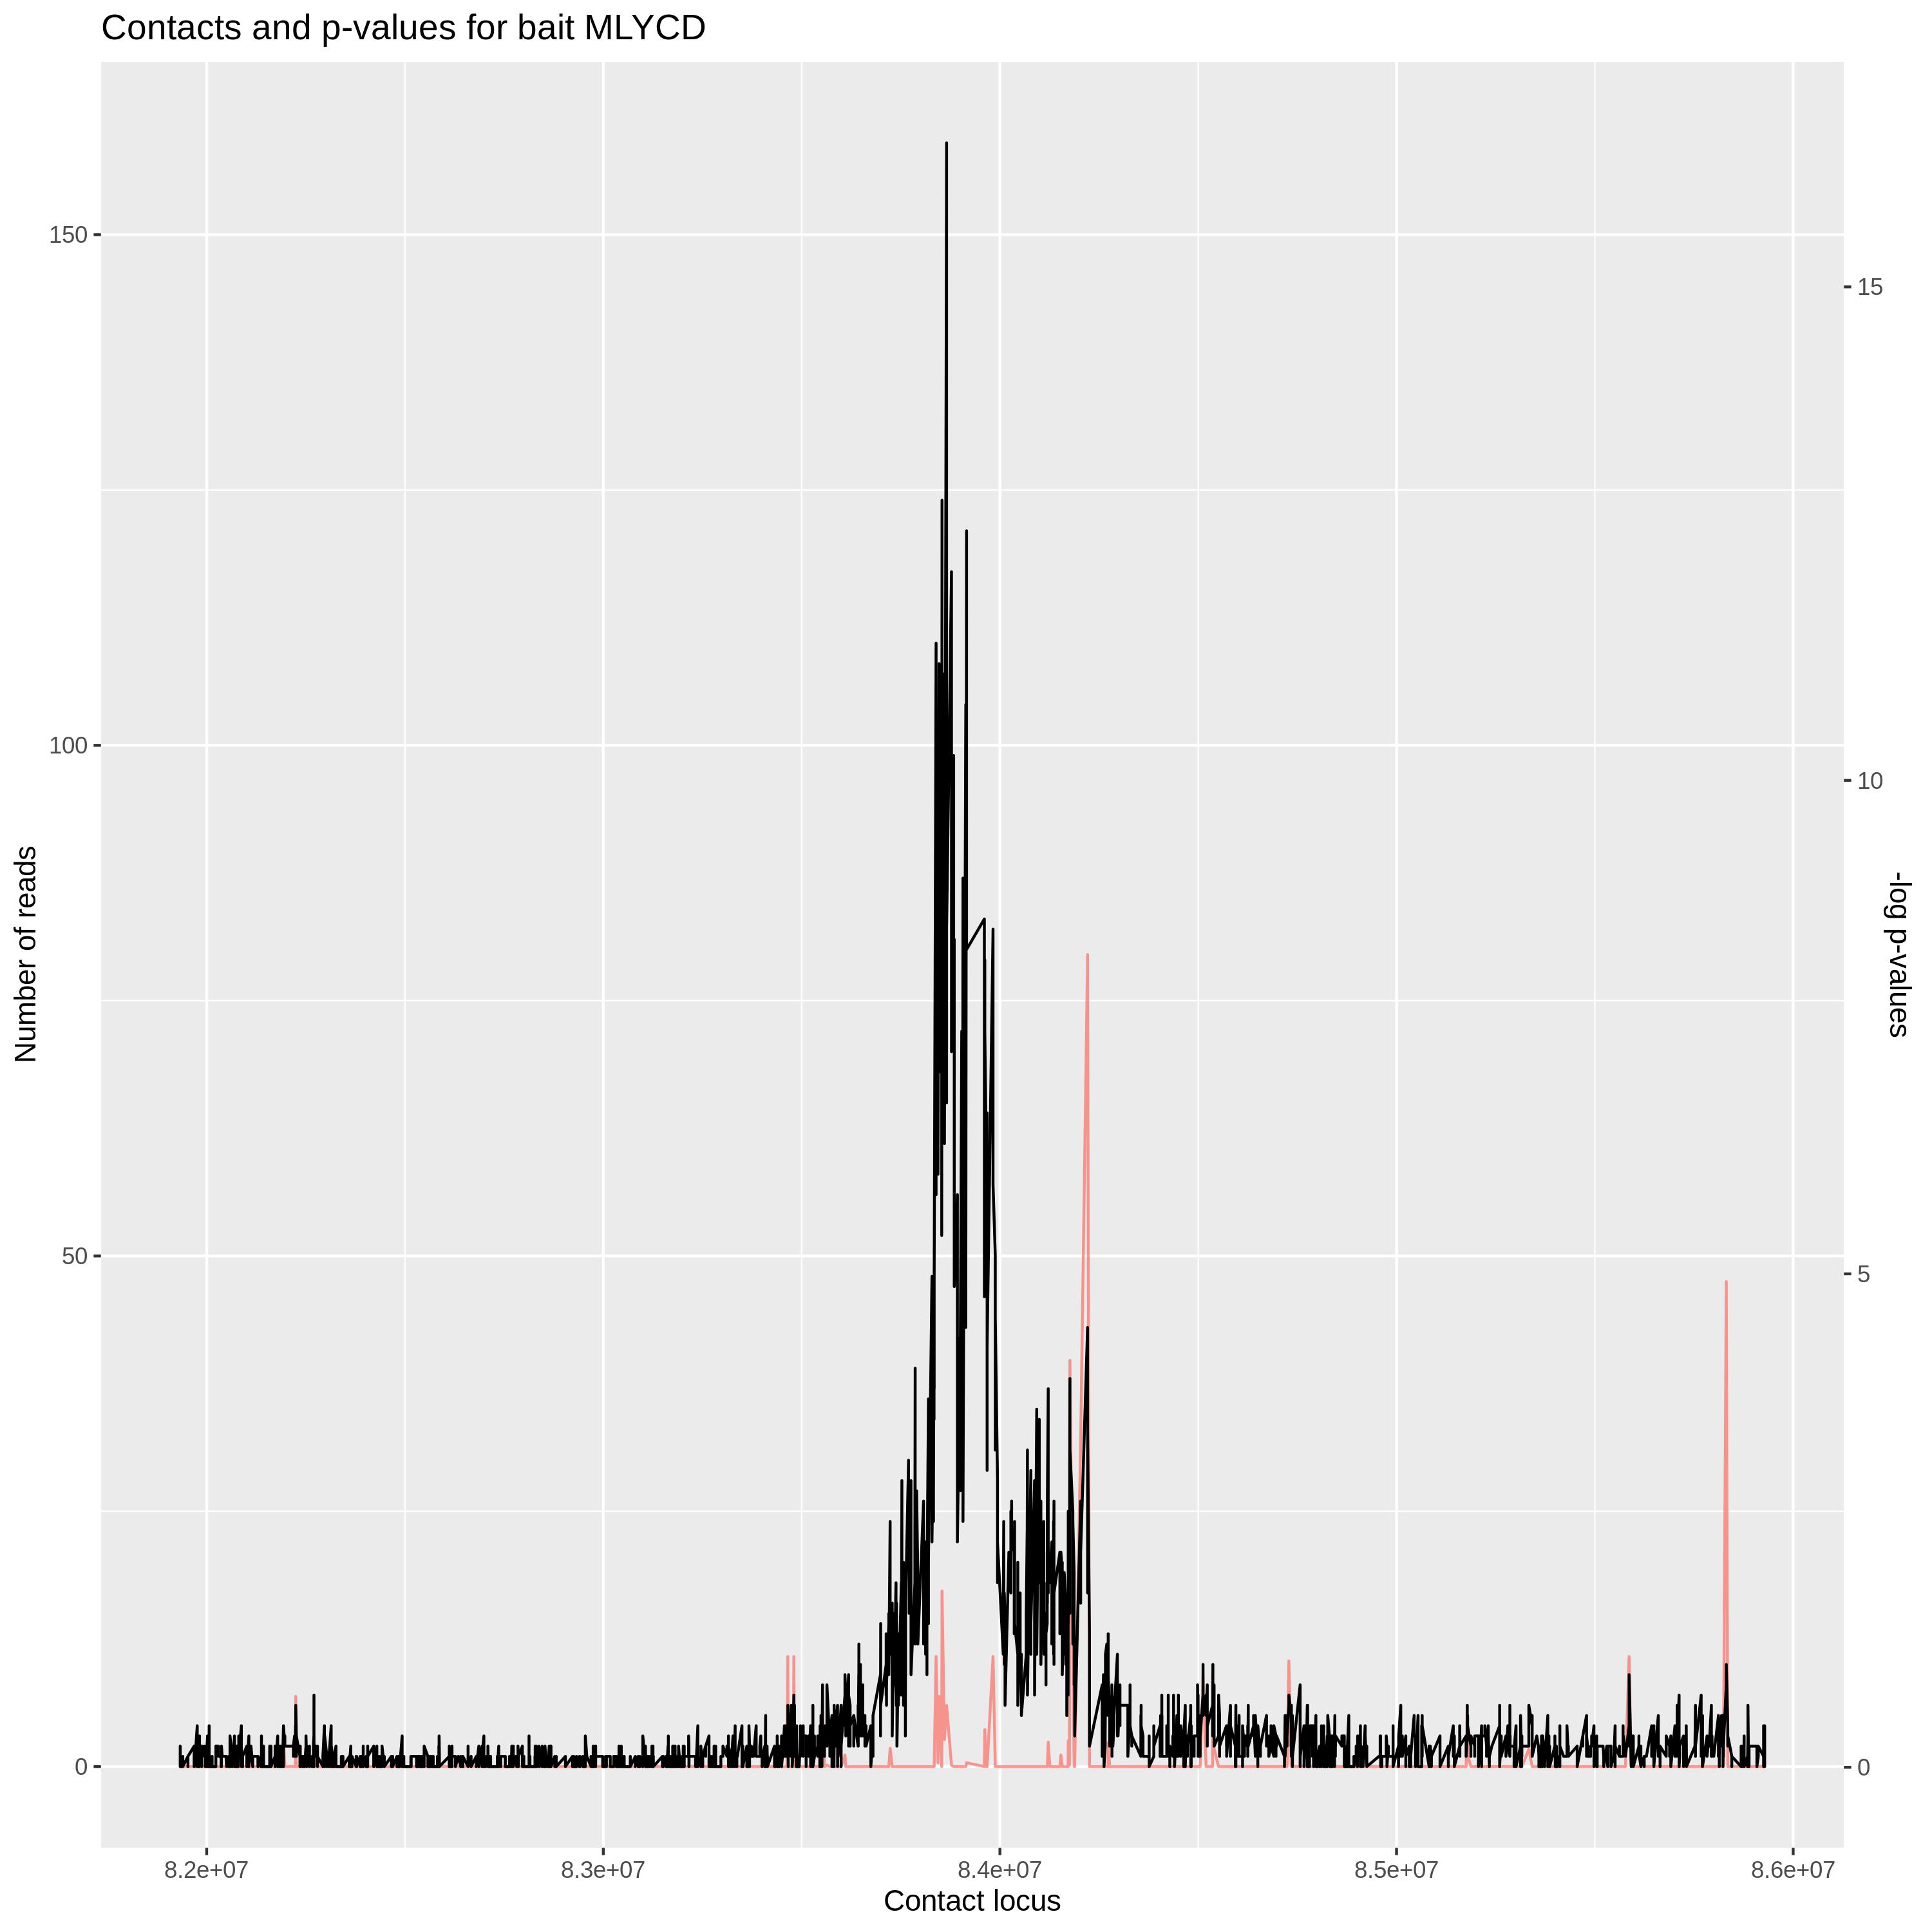 Contacts and p-values for bait MLYCD
150
100
50
0
Number of reads
15
10
5
0
-log p-values
8.2e+07
8.3e+07
8.4e+07
8.5e+07
8.6e+07
Contact locus